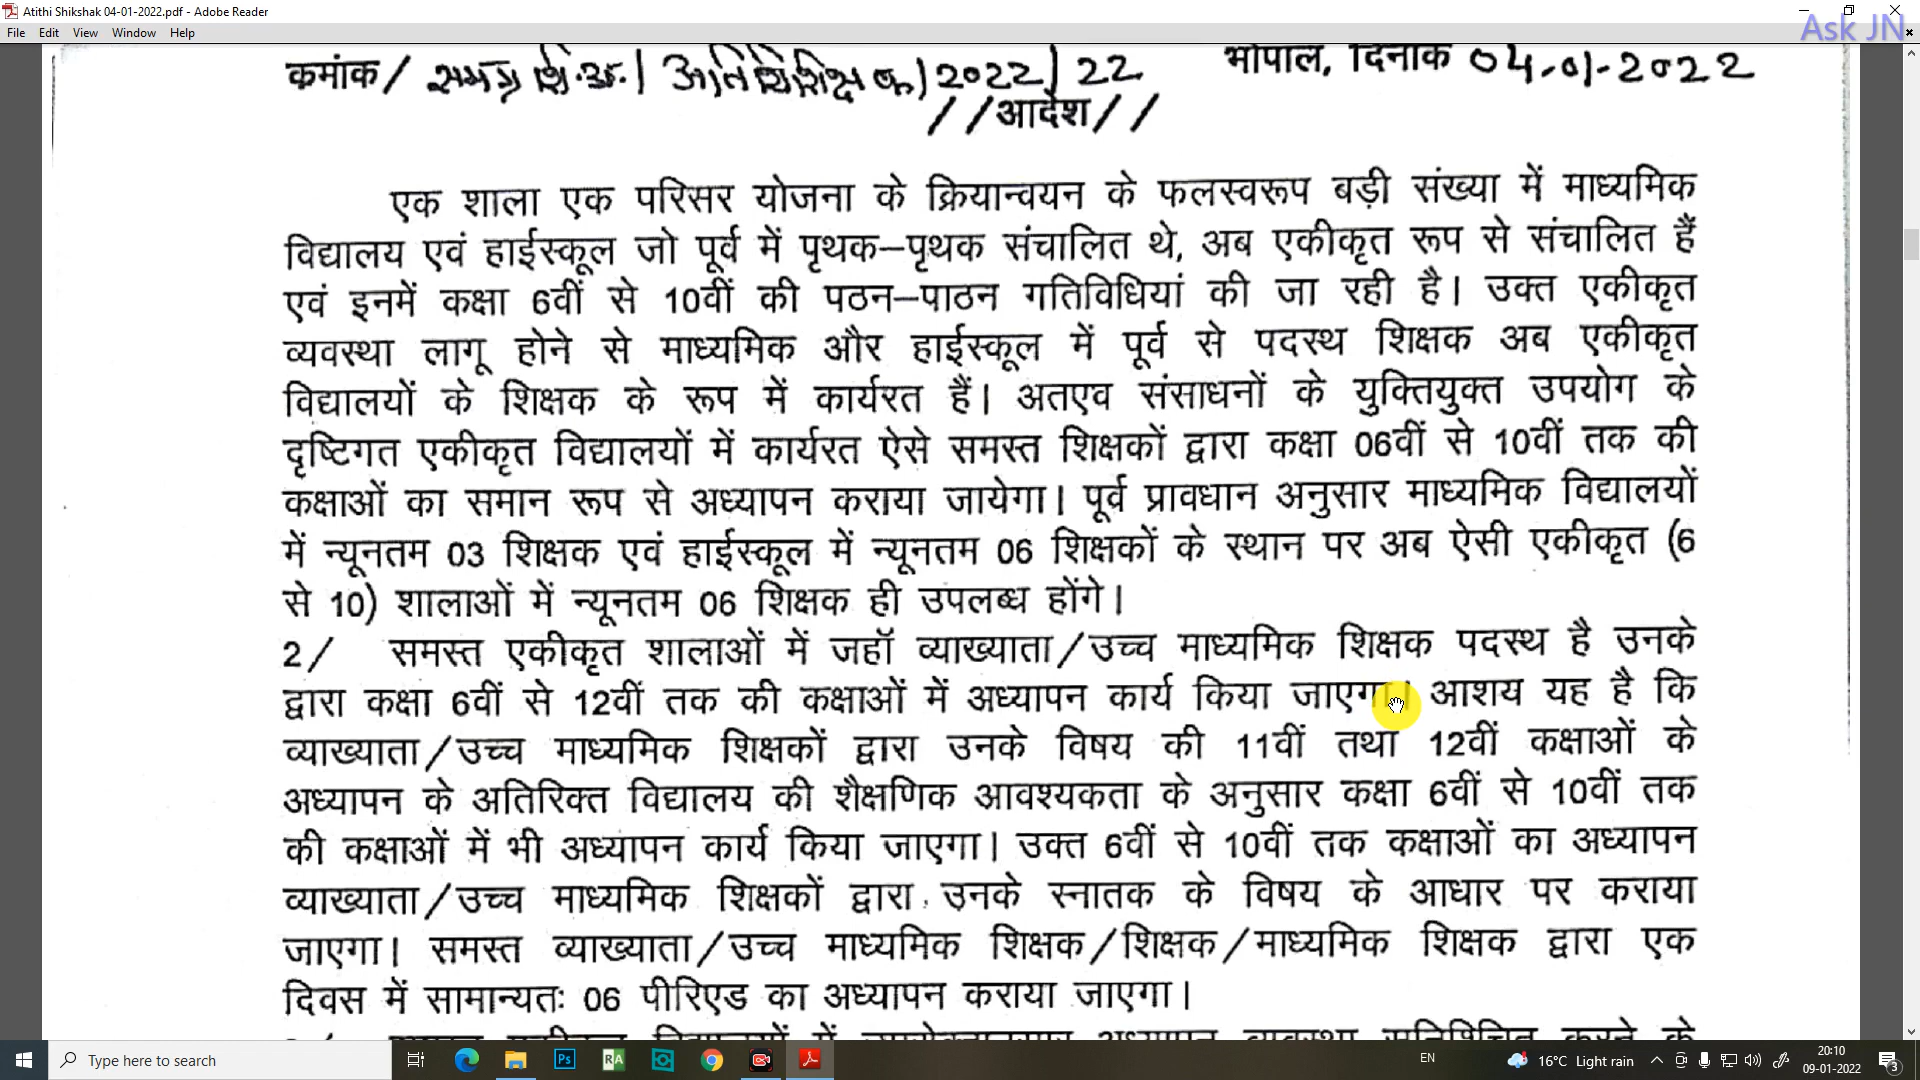 Atithi Shikshak 04-01-2022.pdf - Adobe Reader
File Edit View Window Help
Ask JN
कमांक/ समग्र शि.अ./ अतिथिशिक्षक/2022/22 भोपाल, दिनांक 04-01-2022
//आदेश//
एक शाला एक परिसर योजना के क्रियान्वयन के फलस्वरूप बड़ी संख्या में माध्यमिक
विद्यालय एवं हाईस्कूल जो पूर्व में पृथक–पृथक संचालित थे, अब एकीकृत रूप से संचालित हैं
एवं इनमें कक्षा 6वीं से 10वीं की पठन–पाठन गतिविधियां की जा रही है। उक्त एकीकृत
व्यवस्था लागू होने से माध्यमिक और हाईस्कूल में पूर्व से पदस्थ शिक्षक अब एकीकृत
विद्यालयों के शिक्षक के रूप में कार्यरत हैं। अतएव संसाधनों के युक्तियुक्त उपयोग के
दृष्टिगत एकीकृत विद्यालयों में कार्यरत ऐसे समस्त शिक्षकों द्वारा कक्षा 06वीं से 10वीं तक की
कक्षाओं का समान रूप से अध्यापन कराया जायेगा। पूर्व प्रावधान अनुसार माध्यमिक विद्यालयों
में न्यूनतम 03 शिक्षक एवं हाईस्कूल में न्यूनतम 06 शिक्षकों के स्थान पर अब ऐसी एकीकृत (6
से 10) शालाओं में न्यूनतम 06 शिक्षक ही उपलब्ध होंगे।
2/ समस्त एकीकृत शालाओं में जहॉ व्याख्याता/उच्च माध्यमिक शिक्षक पदस्थ है उनके
द्वारा कक्षा 6वीं से 12वीं तक की कक्षाओं में अध्यापन कार्य किया जाएगा। आशय यह है कि
व्याख्याता/उच्च माध्यमिक शिक्षकों द्वारा उनके विषय की 11वीं तथा 12वीं कक्षाओं के
अध्यापन के अतिरिक्त विद्यालय की शैक्षणिक आवश्यकता के अनुसार कक्षा 6वीं से 10वीं तक
की कक्षाओं में भी अध्यापन कार्य किया जाएगा। उक्त 6वीं से 10वीं तक कक्षाओं का अध्यापन
व्याख्याता/उच्च माध्यमिक शिक्षकों द्वारा उनके स्नातक के विषय के आधार पर कराया
जाएगा। समस्त व्याख्याता/उच्च माध्यमिक शिक्षक/शिक्षक/माध्यमिक शिक्षक द्वारा एक
दिवस में सामान्यतः 06 पीरिएड का अध्यापन कराया जाएगा।
Type here to search
Ps
RA
EN
16°C Light rain
20:10
09-01-2022
3